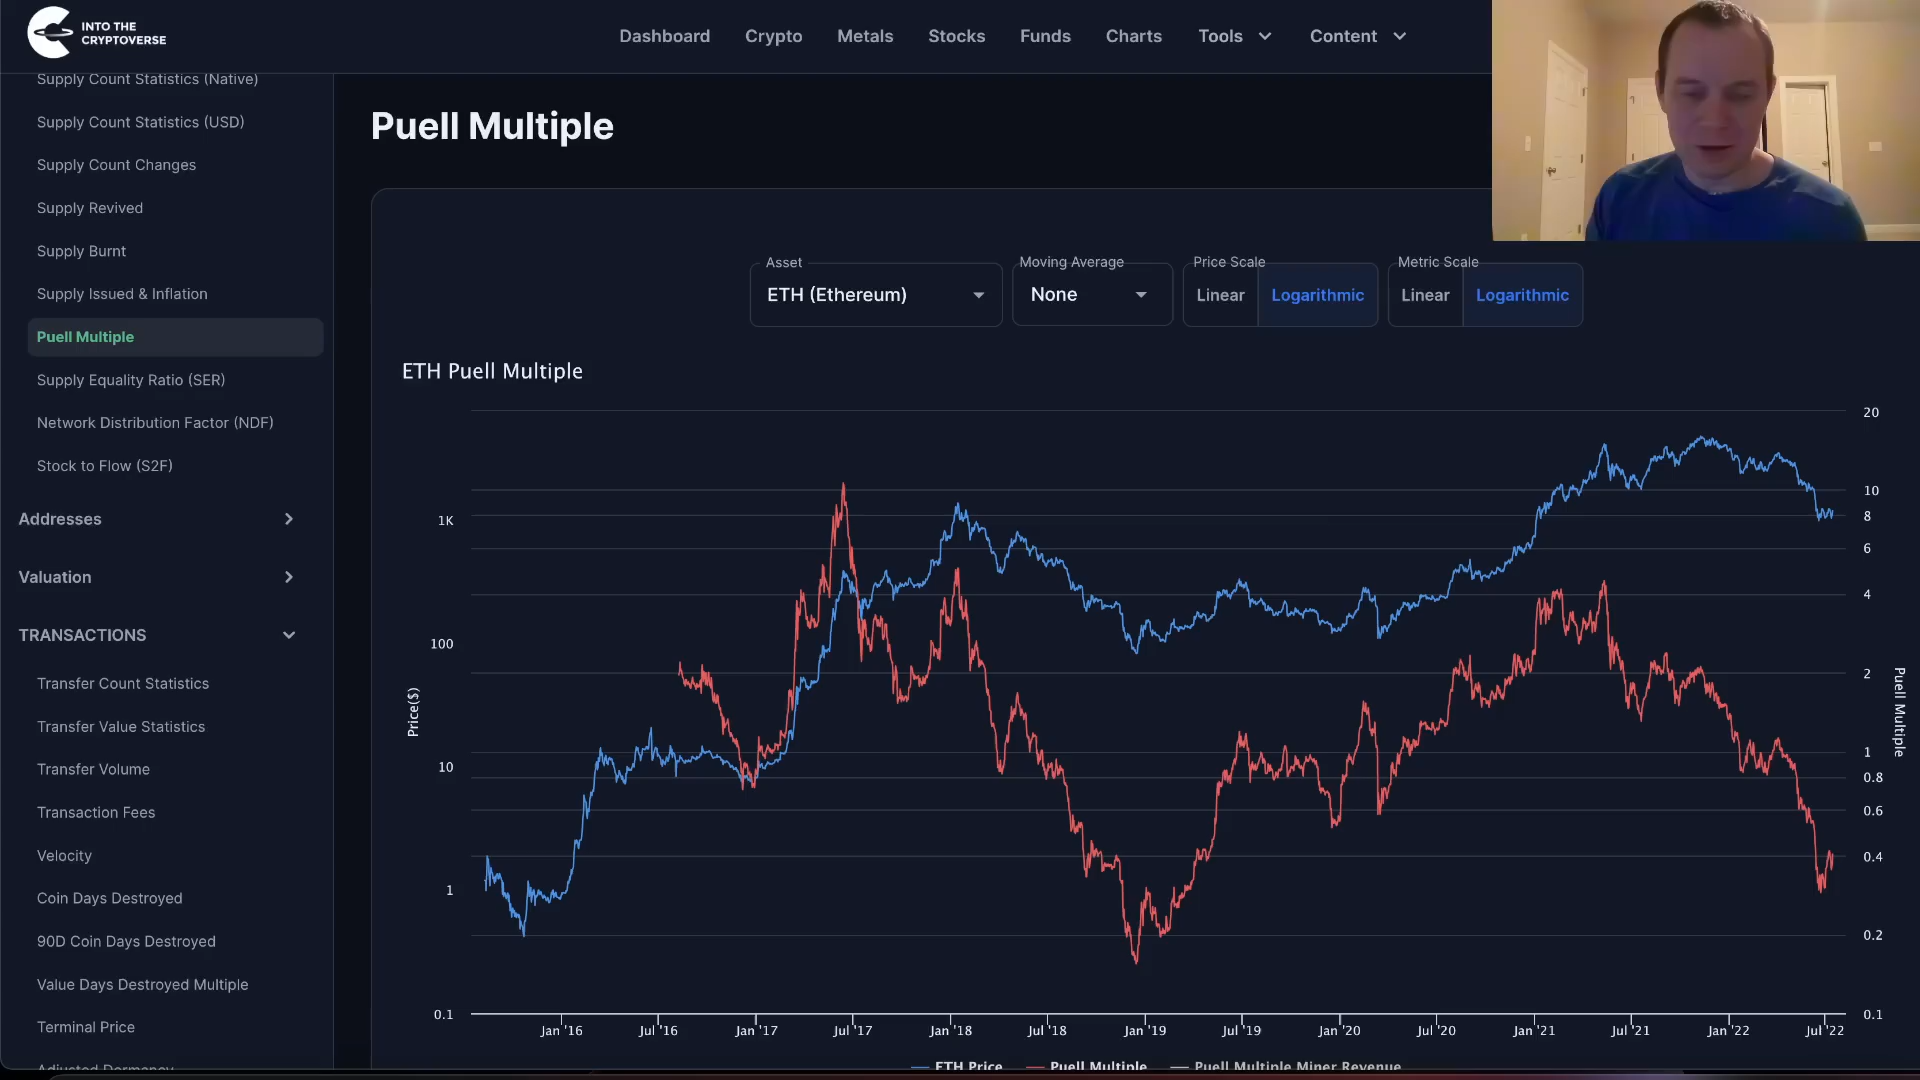 INTO THE
CRYPTOVERSE
Dashboard
Crypto
Metals
Stocks
Funds
Charts
Tools
Content
Supply Count Statistics (Native)
Supply Count Statistics (USD)
Supply Count Changes
Supply Revived
Supply Burnt
Supply Issued & Inflation
Puell Multiple
Supply Equality Ratio (SER)
Network Distribution Factor (NDF)
Stock to Flow (S2F)
Addresses
Valuation
TRANSACTIONS
Transfer Count Statistics
Transfer Value Statistics
Transfer Volume
Transaction Fees
Velocity
Coin Days Destroyed
90D Coin Days Destroyed
Value Days Destroyed Multiple
Terminal Price
Adjusted Dormancy
Puell Multiple
Asset
ETH (Ethereum)
Moving Average
None
Price Scale
Linear
Logarithmic
Metric Scale
Linear
Logarithmic
ETH Puell Multiple
1K
100
10
1
0.1
Price($)
20
10
8
6
4
2
1
0.8
0.6
0.4
0.2
0.1
Puell Multiple
Jan '16
Jul '16
Jan '17
Jul '17
Jan '18
Jul '18
Jan '19
Jul '19
Jan '20
Jul '20
Jan '21
Jul '21
Jan '22
Jul '22
ETH Price
Puell Multiple
Puell Multiple Miner Revenue